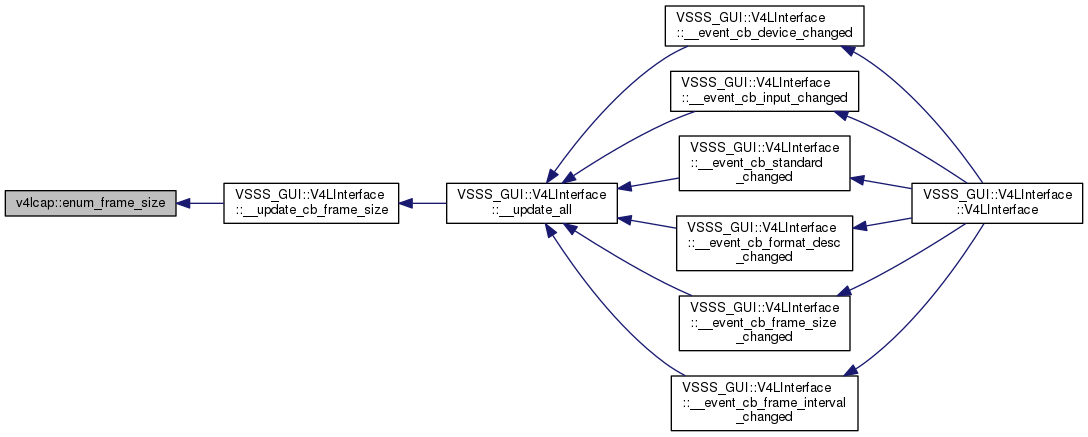 VSSS_GUI::V4LInterface
::__event_cb_device_changed
VSSS_GUI::V4LInterface
::__event_cb_input_changed
VSSS_GUI::V4LInterface
::__event_cb_standard
_changed
v4lcap::enum_frame_size
VSSS_GUI::V4LInterface
::__update_cb_frame_size
VSSS_GUI::V4LInterface
::__update_all
VSSS_GUI::V4LInterface
::V4LInterface
VSSS_GUI::V4LInterface
::__event_cb_format_desc
_changed
VSSS_GUI::V4LInterface
::__event_cb_frame_size
_changed
VSSS_GUI::V4LInterface
::__event_cb_frame_interval
_changed